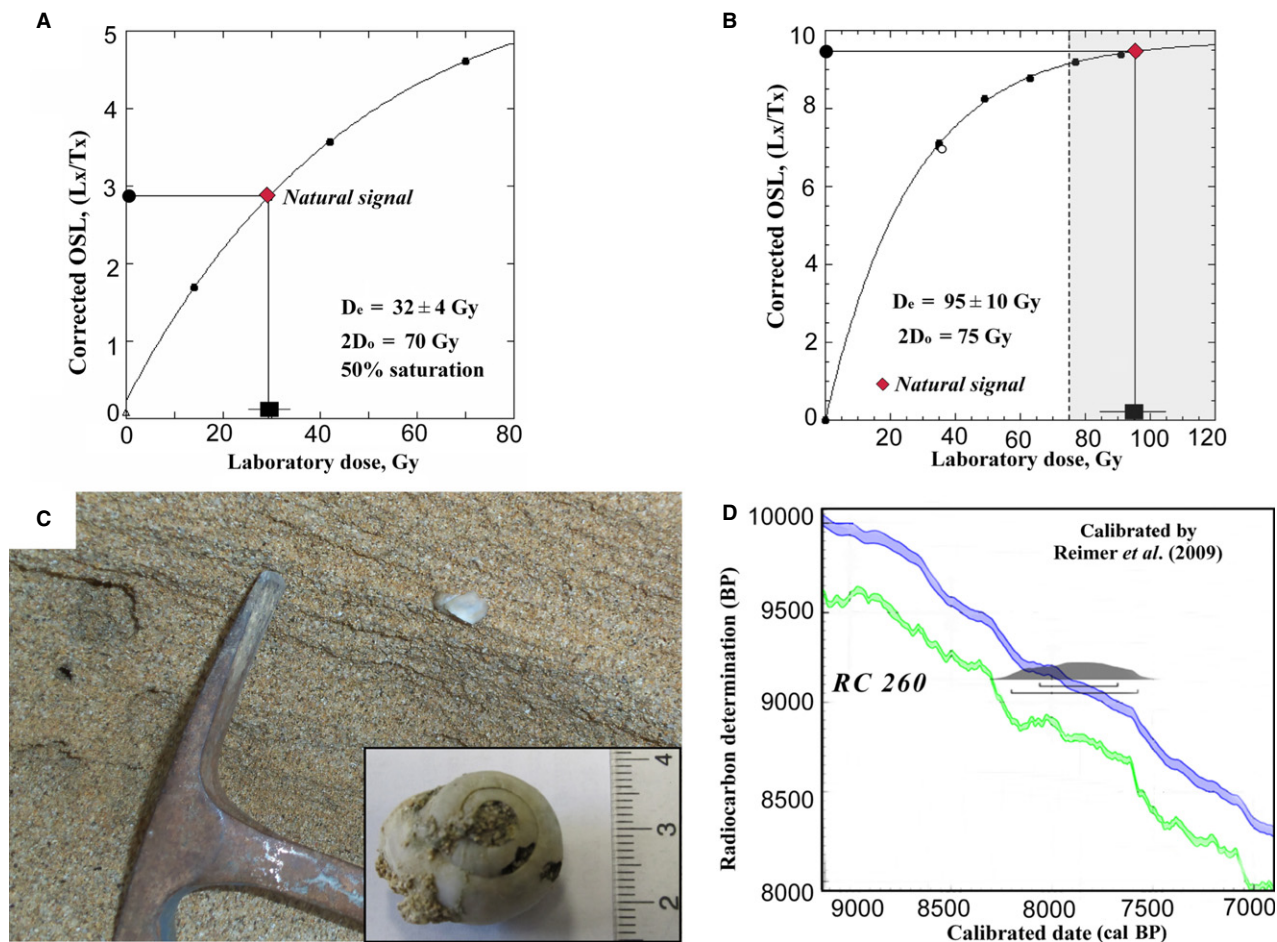 A
Corrected OSL, (Lx/Tx)
5
4
3
2
1
0
Natural signal
De = 32 ± 4 Gy
2Do = 70 Gy
50% saturation
0 20 40 60 80
Laboratory dose, Gy
B
Corrected OSL, (Lx/Tx)
10
8
6
4
2
0
De = 95 ± 10 Gy
2Do = 75 Gy
Natural signal
20 40 60 80 100 120
Laboratory dose, Gy
C
4
3
2
D
Radiocarbon determination (BP)
10000
9500
9000
8500
8000
Calibrated by
Reimer et al. (2009)
RC 260
9000 8500 8000 7500 7000
Calibrated date (cal BP)